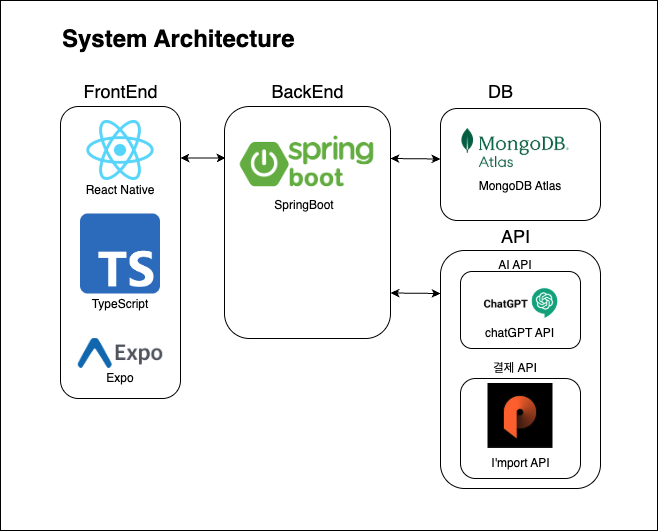 System Architecture
FrontEnd
BackEnd
DB
React Native
TS
TypeScript
Expo
Expo
spring
boot
SpringBoot
MongoDB.
Atlas
MongoDB Atlas
API
AI API
ChatGPT
chatGPT API
결제 API
I'mport API